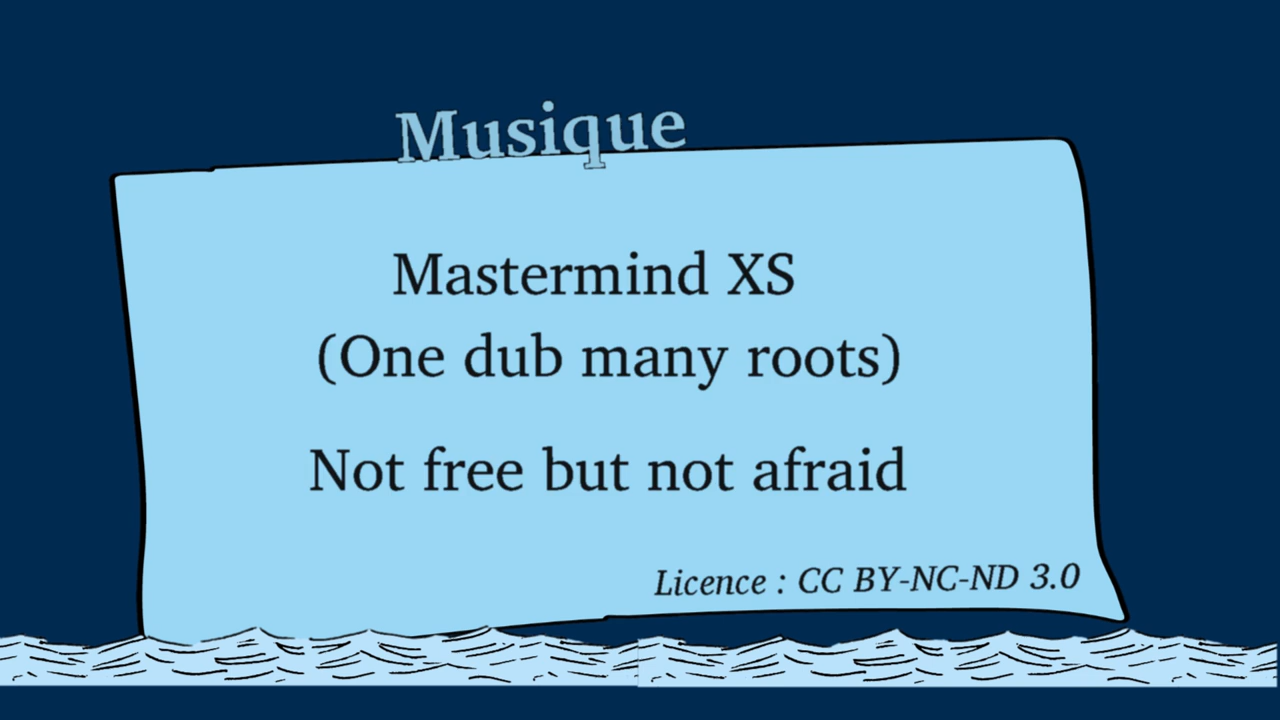 Musique
Mastermind XS
(One dub many roots)
Not free but not afraid
Licence : CC BY-NC-ND 3.0